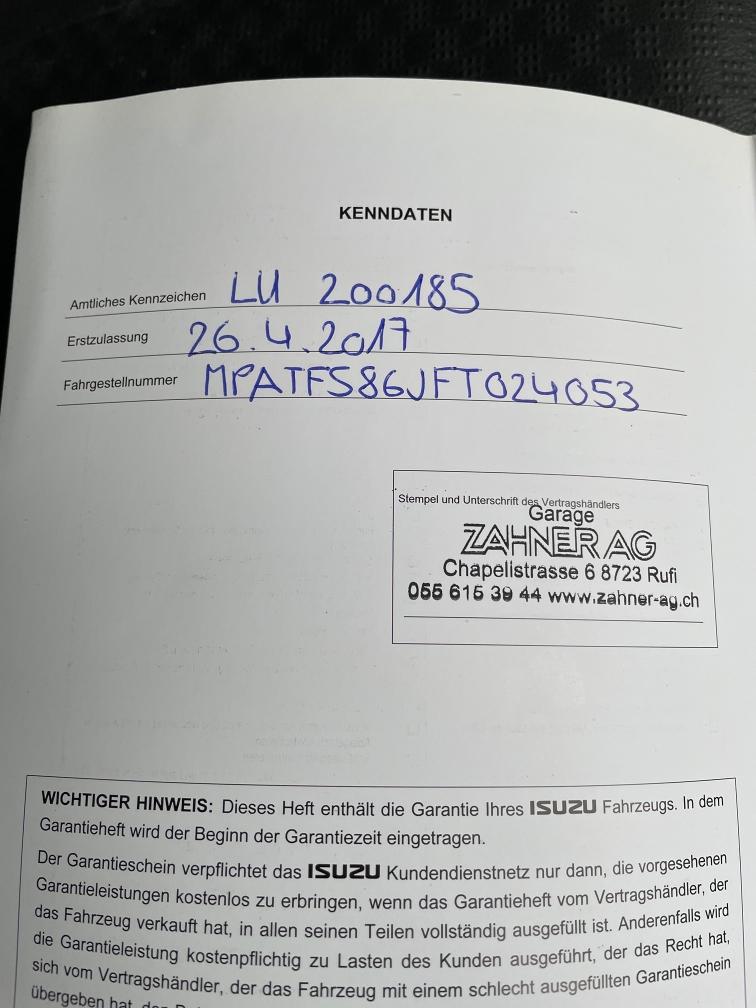 KENNDATEN
Amtliches Kennzeichen LU 200185
Erstzulassung 26.4.2017
Fahrgestellnummer MPATFS86JFT024053
Stempel und Unterschrift des Vertragshändlers
Garage
ZAHNER AG
Chapelistrasse 6 8723 Rufi
055 615 39 44 www.zahner-ag.ch
WICHTIGER HINWEIS: Dieses Heft enthält die Garantie Ihres ISUZU Fahrzeugs. In dem
Garantieheft wird der Beginn der Garantiezeit eingetragen.
Der Garantieschein verpflichtet das ISUZU Kundendienstnetz nur dann, die vorgesehenen
Garantieleistungen kostenlos zu erbringen, wenn das Garantieheft vom Vertragshändler, der
das Fahrzeug verkauft hat, in allen seinen Teilen vollständig ausgefüllt ist. Anderenfalls wird
die Garantieleistung kostenpflichtig zu Lasten des Kunden ausgeführt, der das Recht hat,
sich vom Vertragshändler, der das Fahrzeug mit einem schlecht ausgefüllten Garantieschein
übergeben hat, den